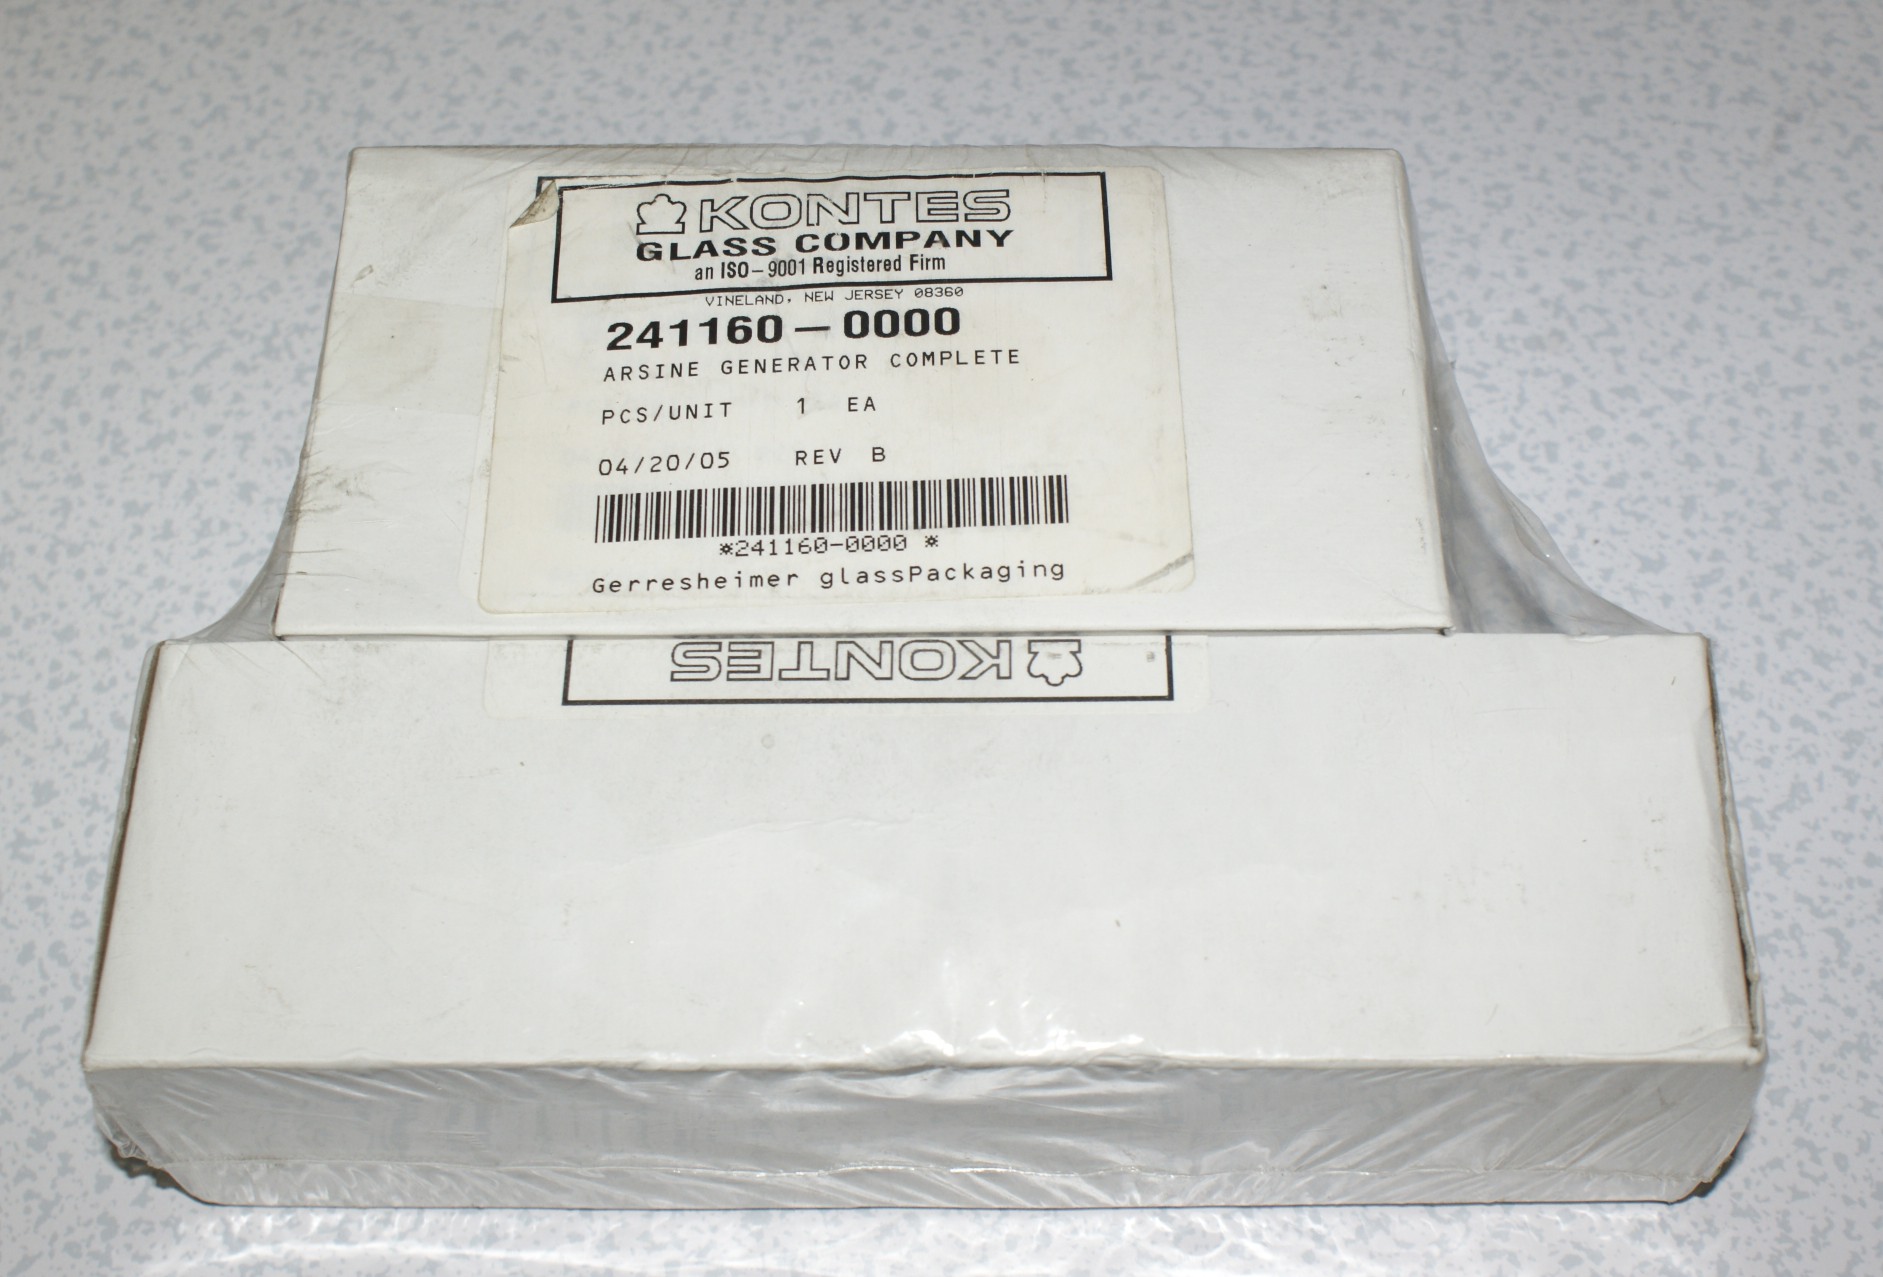 KONTES
GLASS COMPANY
an ISO-9001 Registered Firm
VINELAND, NEW JERSEY 08360
241160-0000
ARSINE GENERATOR COMPLETE
PCS/UNIT 1 EA
04/20/05 REV B
*241160-0000 *
Gerresheimer glassPackaging
KONTES